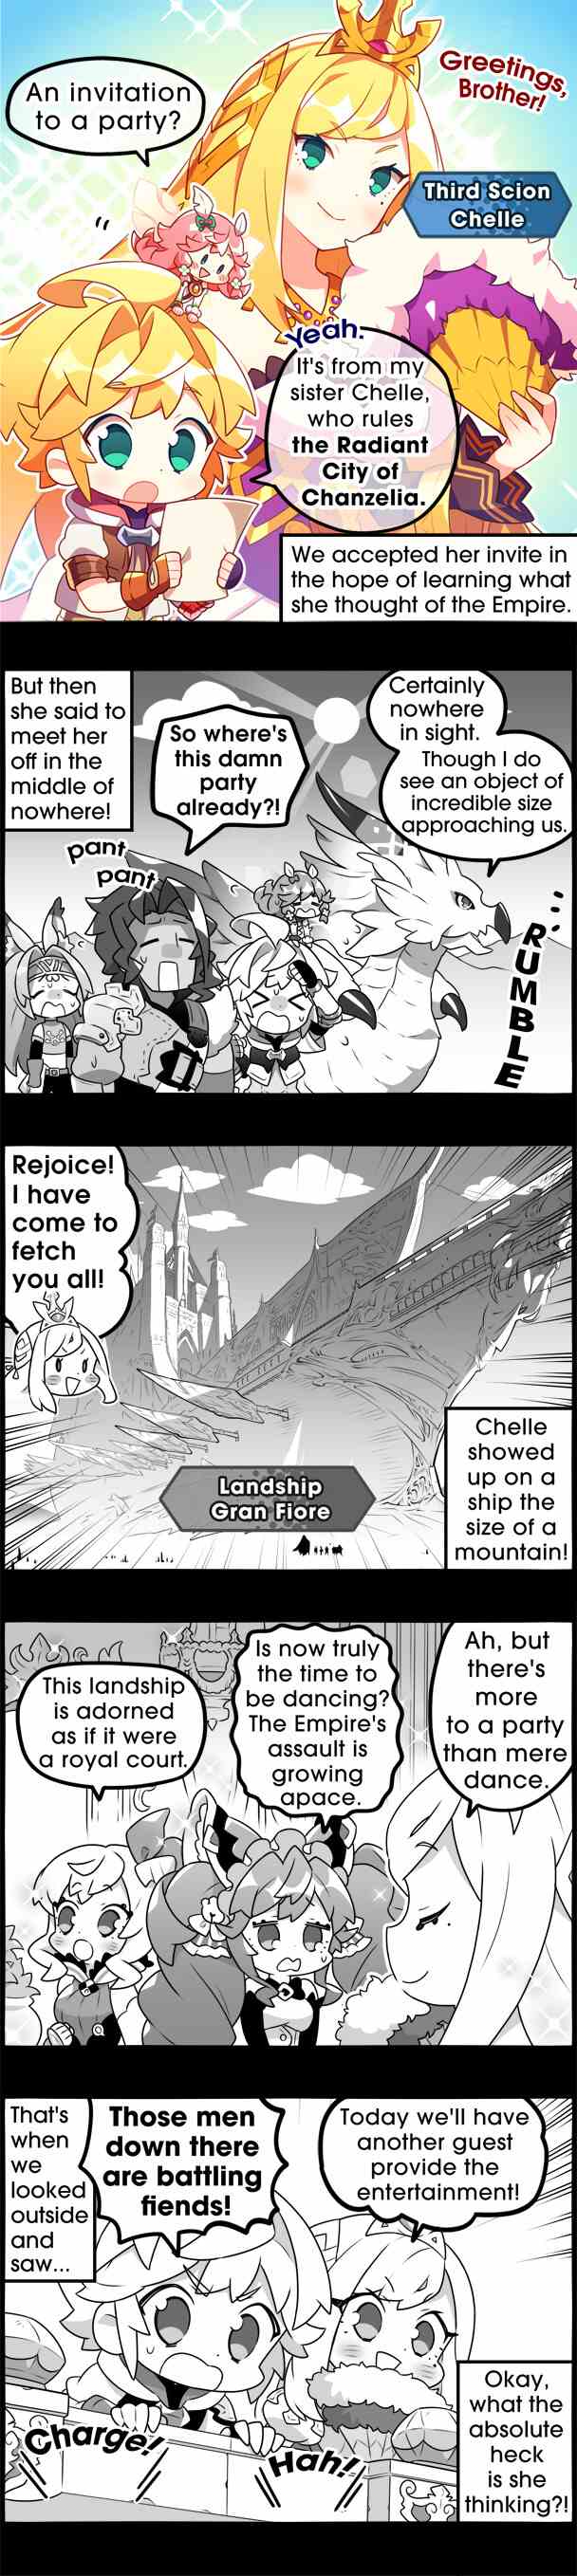 An invitation
to a party?
Greetings,
Brother!
Third Scion
Chelle
Yeah.
It's from my
sister Chelle,
who rules
the Radiant
City of
Chanzelia.
We accepted her invite in
the hope of learning what
she thought of the Empire.
But then
she said to
meet her
off in the
middle of
nowhere!
So where's
this damn
party
already?!
Certainly
nowhere
in sight.
Though I do
see an object of
incredible size
approaching us.
pant
pant
RUMBLE
Rejoice!
I have
come to
fetch
you all!
Landship
Gran Fiore
Chelle
showed
up on a
ship the
size of a
mountain!
This landship
is adorned
as if it were
a royal court.
Is now truly
the time to
be dancing?
The Empire's
assault is
growing
apace.
Ah, but
there's
more
to a party
than mere
dance.
That's
when
we
looked
outside
and
saw...
Those men
down there
are battling
fiends!
Today we'll have
another guest
provide the
entertainment!
Charge!
Hah!
Okay,
what the
absolute
heck
is she
thinking?!